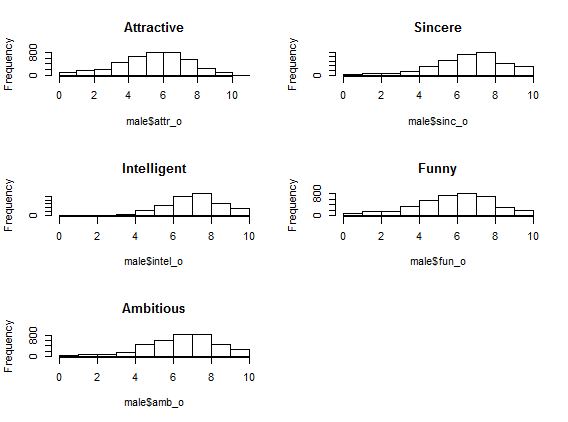 Attractive
Frequency
0 800
0 2 4 6 8 10
male$attr_o
Sincere
Frequency
0
0 2 4 6 8 10
male$sinc_o
Intelligent
Frequency
0
0 2 4 6 8 10
male$intel_o
Funny
Frequency
0 800
0 2 4 6 8 10
male$fun_o
Ambitious
Frequency
0 800
0 2 4 6 8 10
male$amb_o